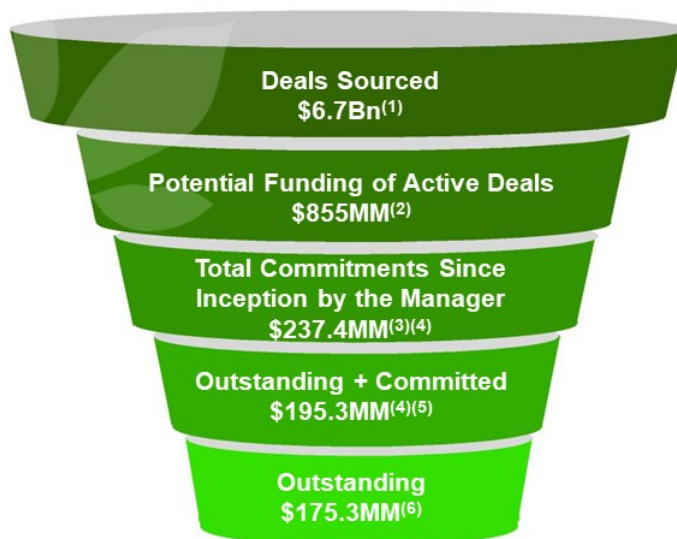 Deals Sourced
$6.7Bn(1)
Potential Funding of Active Deals
$855MM(2)
Total Commitments Since
Inception by the Manager
$237.4MM(3)(4)
Outstanding + Committed
$195.3MM(4)(5)
Outstanding
$175.3MM(6)